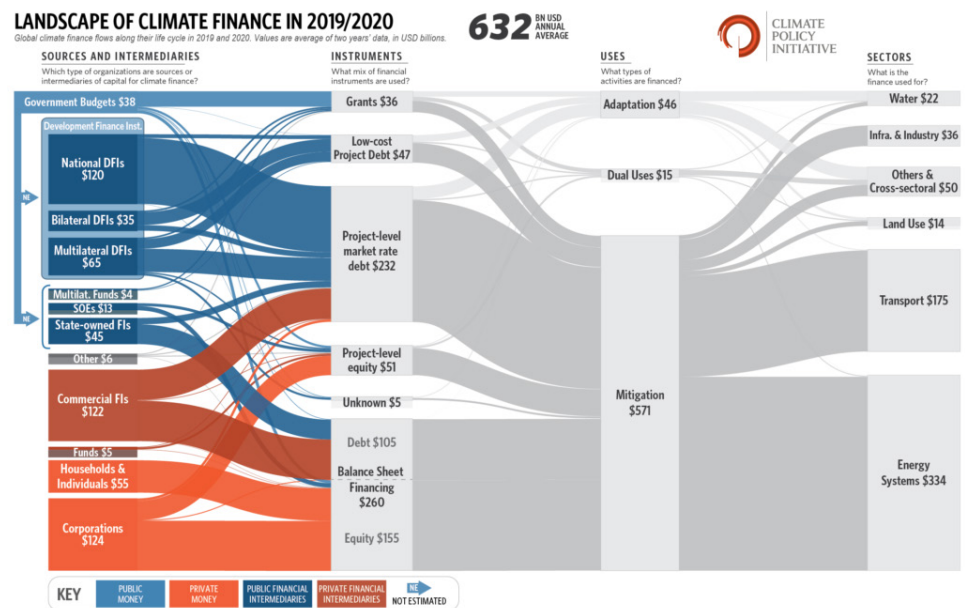 LANDSCAPE OF CLIMATE FINANCE IN 2019/2020
Global climate finance flows along their life cycle in 2019 and 2020. Values are average of two years' data, in USD billions.
632 BN USD
ANNUAL
AVERAGE
CLIMATE
POLICY
INITIATIVE
SOURCES AND INTERMEDIARIES
Which type of organizations are sources or
intermediaries of capital for climate finance?
INSTRUMENTS
What mix of financial
instruments are used?
USES
What types of
activities are financed?
SECTORS
What is the
finance used for?
Government Budgets $38
Development Finance Inst.
National DFIs
$120
NE
Bilateral DFIs $35
Multilateral DFIs
$65
Multilat. Funds $4
SOEs $13
NE
State-owned FIs
$45
Other $6
Commercial FIs
$122
Funds $5
Households &
Individuals $55
Corporations
$124
Grants $36
Low-cost
Project Debt $47
Project-level
market rate
debt $232
Project-level
equity $51
Unknown $5
Debt $105
Balance Sheet
Financing
$260
Equity $155
Adaptation $46
Dual Uses $15
Mitigation
$571
Water $22
Infra. & Industry $36
Others &
Cross-sectoral $50
Land Use $14
Transport $175
Energy
Systems $334
KEY
PUBLIC
MONEY
PRIVATE
MONEY
PUBLIC FINANCIAL
INTERMEDIARIES
PRIVATE FINANCIAL
INTERMEDIARIES
NE
NOT ESTIMATED